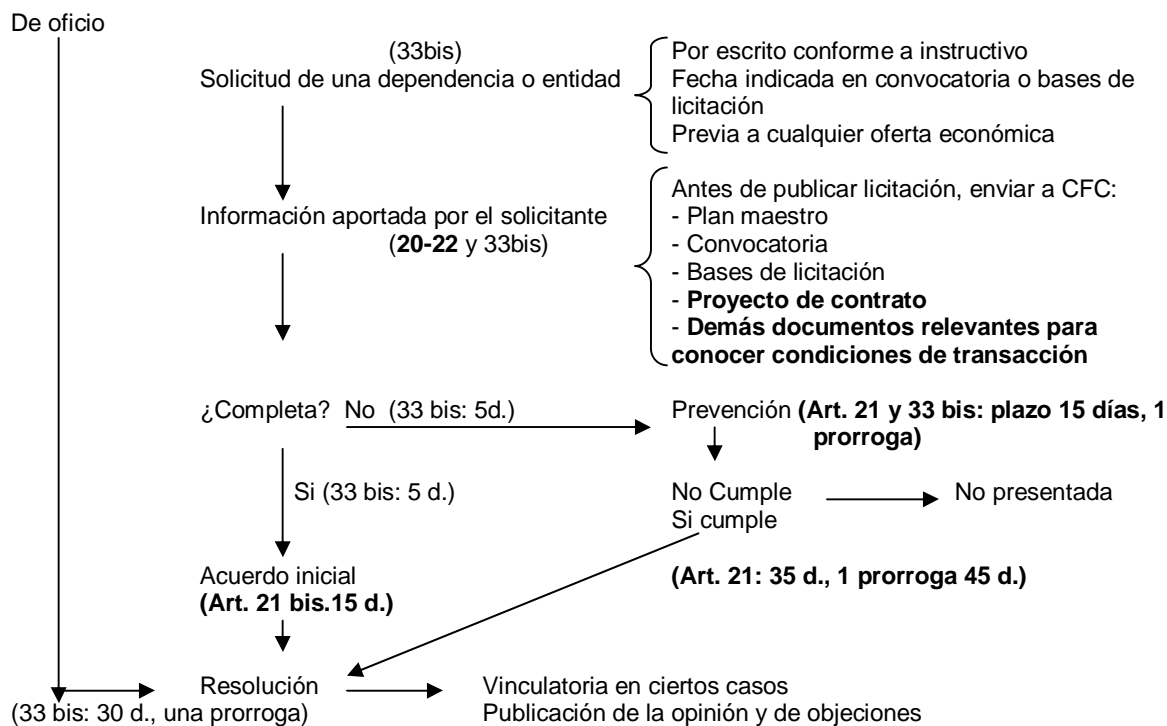 De oficio
(33bis)
Solicitud de una dependencia o entidad
Por escrito conforme a instructivo
Fecha indicada en convocatoria o bases de
licitación
Previa a cualquier oferta económica
Información aportada por el solicitante
(20-22 y 33bis)
Antes de publicar licitación, enviar a CFC:
- Plan maestro
- Convocatoria
- Bases de licitación
- Proyecto de contrato
- Demás documentos relevantes para
conocer condiciones de transacción
¿Completa? No (33 bis: 5d.)
Prevención (Art. 21 y 33 bis: plazo 15 días, 1
prorroga)
Si (33 bis: 5 d.)
No Cumple
Si cumple
No presentada
Acuerdo inicial
(Art. 21 bis.15 d.)
(Art. 21: 35 d., 1 prorroga 45 d.)
Resolución
(33 bis: 30 d., una prorroga)
Vinculatoria en ciertos casos
Publicación de la opinión y de objeciones